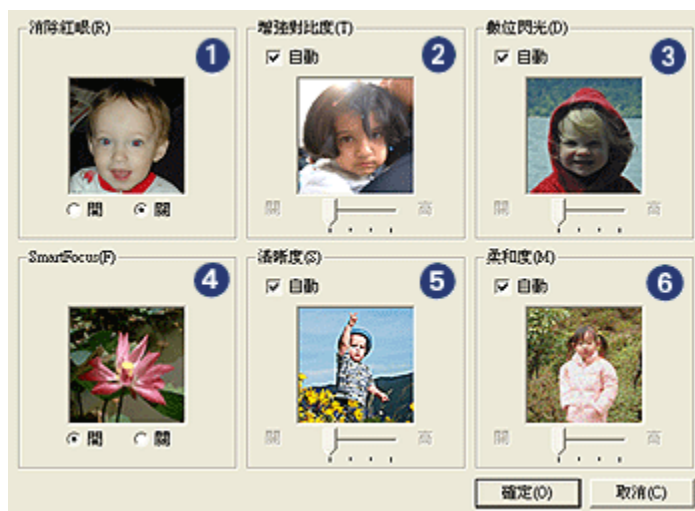 消除紅眼(R)
1
開
關
增強對比度(T)
2
自動
關
高
數位閃光(D)
3
自動
關
高
SmartFocus(F)
4
開
關
清晰度(S)
5
自動
關
高
柔和度(M)
6
自動
關
高
確定(O)
取消(C)